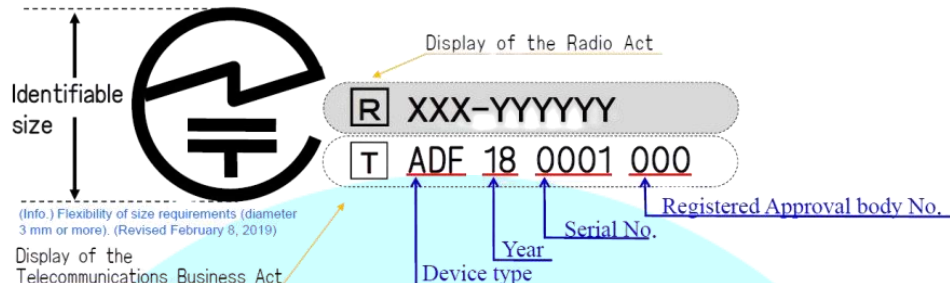 Display of the Radio Act
Identifiable
size
R XXX-YYYYYY
T ADF 18 0001 000
Registered Approval body No.
(Info.) Flexibility of size requirements (diameter
3 mm or more). (Revised February 8, 2019)
Serial No.
Year
Display of the
Telecommunications Business Act
Device type